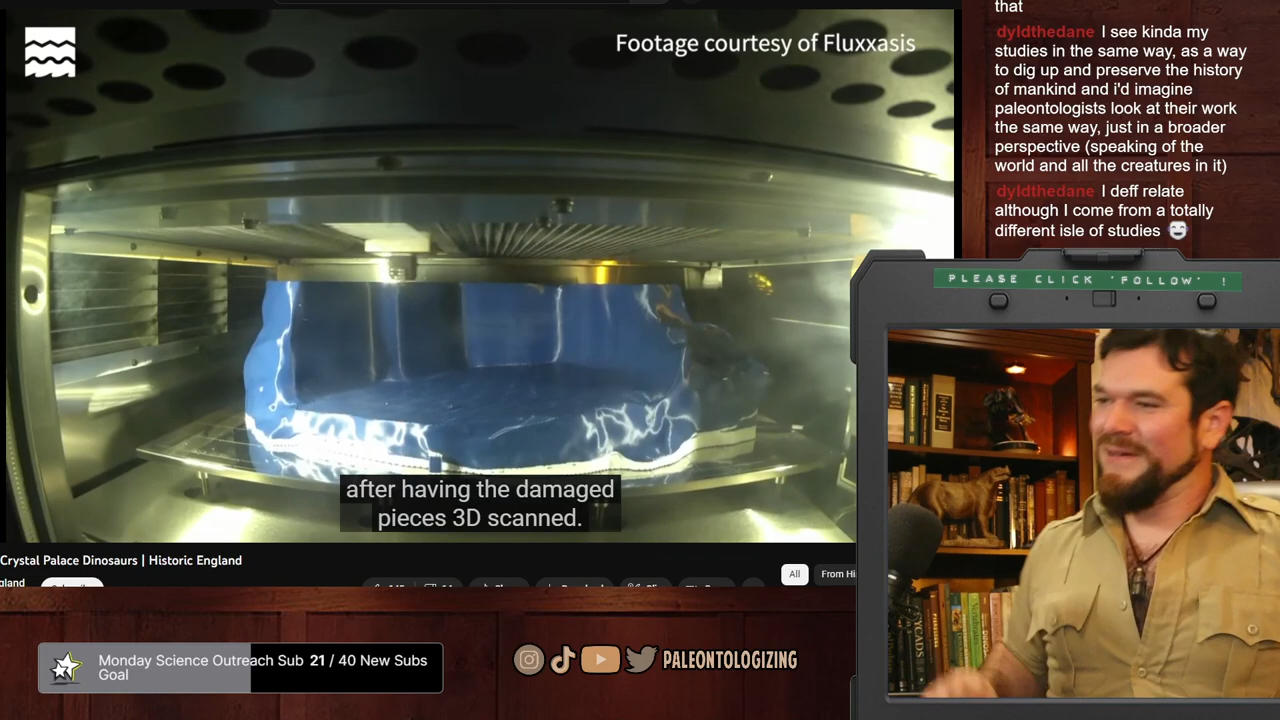 Footage courtesy of Fluxxasis
after having the damaged
pieces 3D scanned.
Crystal Palace Dinosaurs | Historic England
gland
All
From Hi
that
dyldthedane I see kinda my
studies in the same way, as a way
to dig up and preserve the history
of mankind and i'd imagine
paleontologists look at their work
the same way, just in a broader
perspective (speaking of the
world and all the creatures in it)
dyldthedane I deff relate
although I come from a totally
different isle of studies
PLEASE CLICK "FOLLOW" !
CYCADS
Monday Science Outreach Sub 21 / 40 New Subs
Goal
PALEONTOLOGIZING